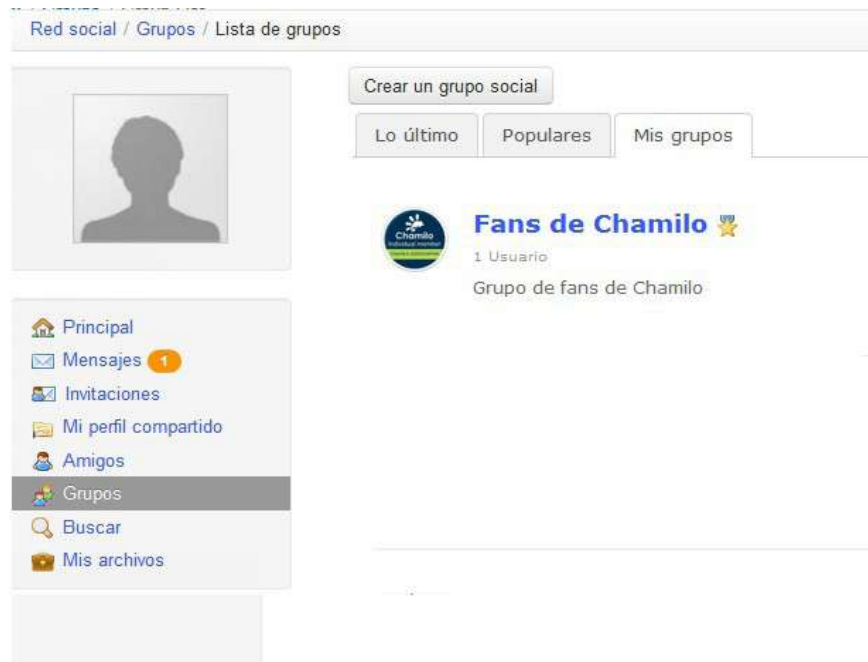 Red social / Grupos / Lista de grupos
Crear un grupo social
Lo último
Populares
Mis grupos
Chamilo
Fans de Chamilo
1 Usuario
Grupo de fans de Chamilo
Principal
Mensajes 1
Invitaciones
Mi perfil compartido
Amigos
Grupos
Buscar
Mis archivos